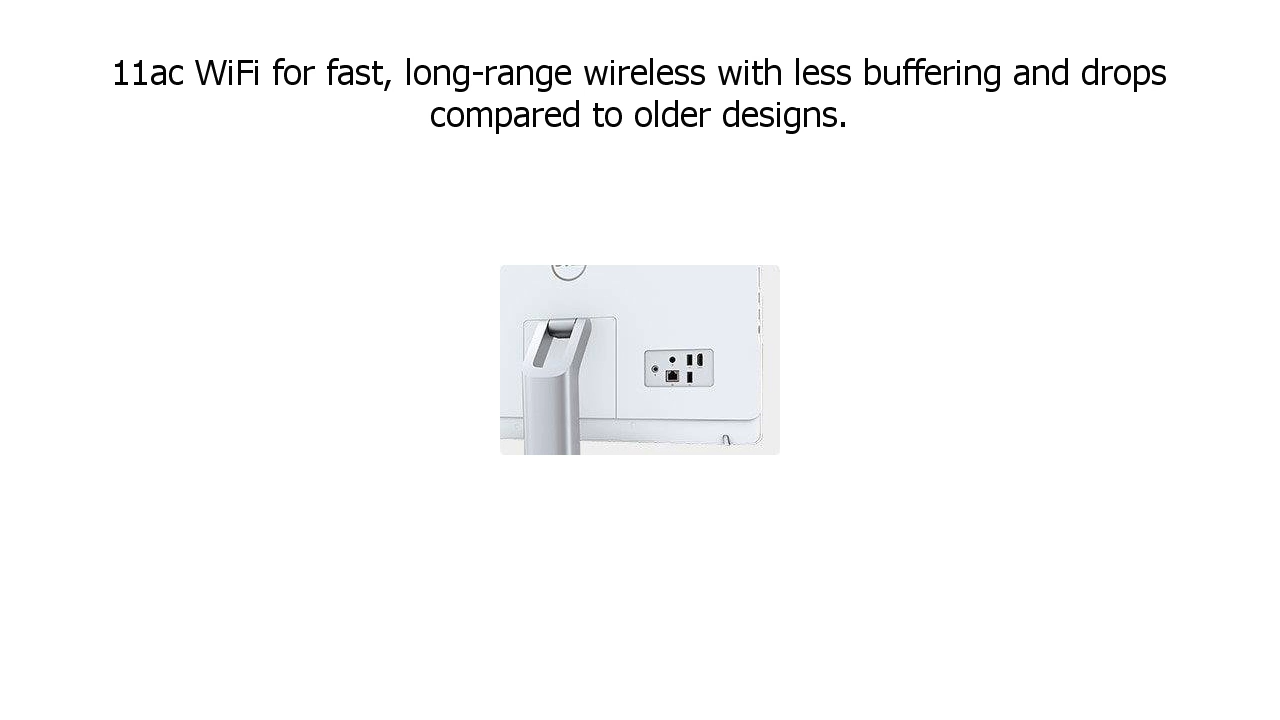 11ac WiFi for fast, long-range wireless with less buffering and drops
compared to older designs.